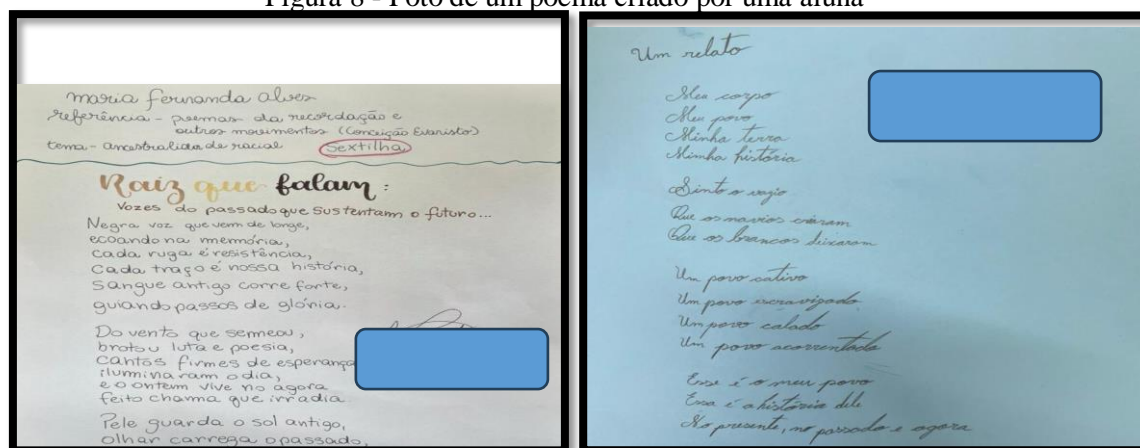 Figura 8 - Foto de um poema criado por uma aluna
maria fernanda alves
referência - poemas da recordação e
outros movimentos (Conceição Evaristo)
tema - ancestralidade racial Sextilha
Raiz que falam:
Vozes do passado que sustentam o futuro...
Negra voz que vem de longe,
ecoando na memória,
cada ruga é resistência,
Cada traço é nossa história,
Sangue antigo corre forte,
guiando passos de glória.
Do vento que semeou,
brotou luta e poesia,
cantos firmes de esperança
iluminaram o dia,
e o ontem vive no agora
feito chama que irradia
Pele guarda o sol antigo,
olhar carrega o passado,
Um relato
Meu corpo
Meu povo
Minha terra
Minha história
Sinto o vazio
Que os navios criaram
Que os brancos deixaram
Um povo cativo
Um povo escravizado
Um povo calado
Um povo acorrentado
Esse é o meu povo
Essa é a história dele
No presente, no passado e agora